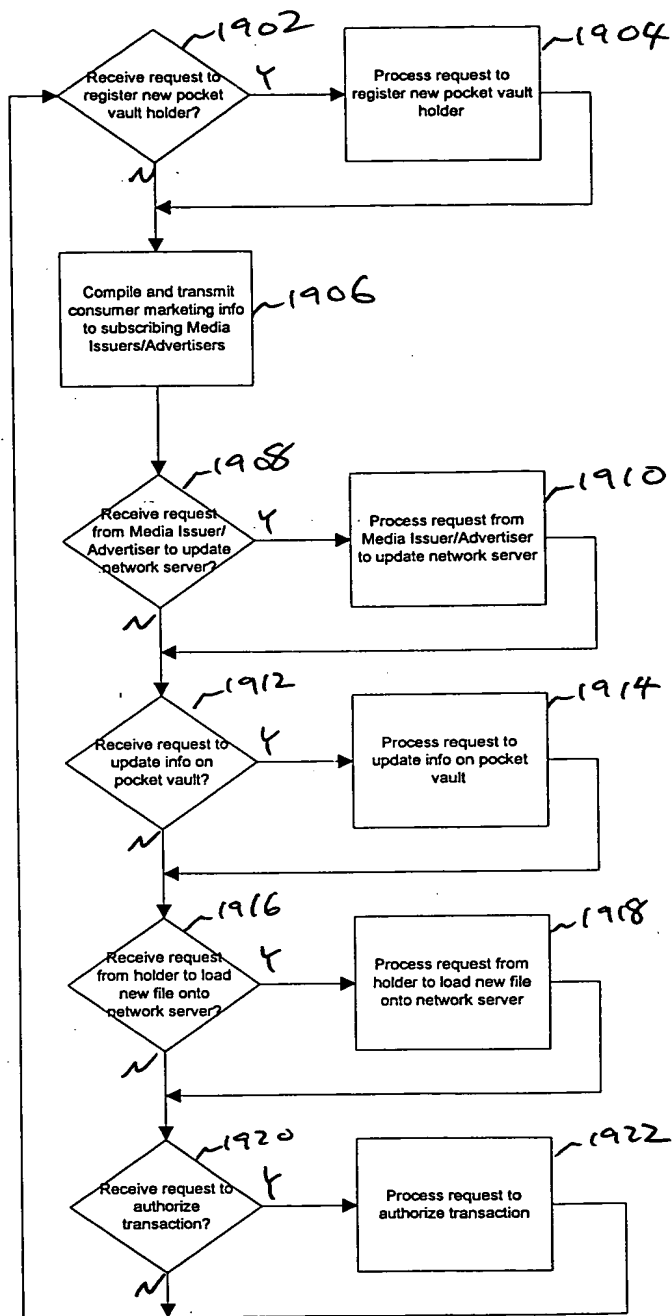 1902
Receive request to
register new pocket
vault holder?
Y
N
1904
Process request to
register new pocket vault
holder
Compile and transmit
consumer marketing info
to subscribing Media
Issuers/Advertisers
1906
1908
Receive request
from Media Issuer/
Advertiser to update
network server?
Y
N
1910
Process request from
Media Issuer/Advertiser
to update network server
1912
Receive request to
update info on
pocket vault?
Y
N
1914
Process request to
update info on pocket
vault
1916
Receive request
from holder to load
new file onto
network server?
Y
N
1918
Process request from
holder to load new file
onto network server
1920
Receive request to
authorize
transaction?
Y
N
1922
Process request to
authorize transaction